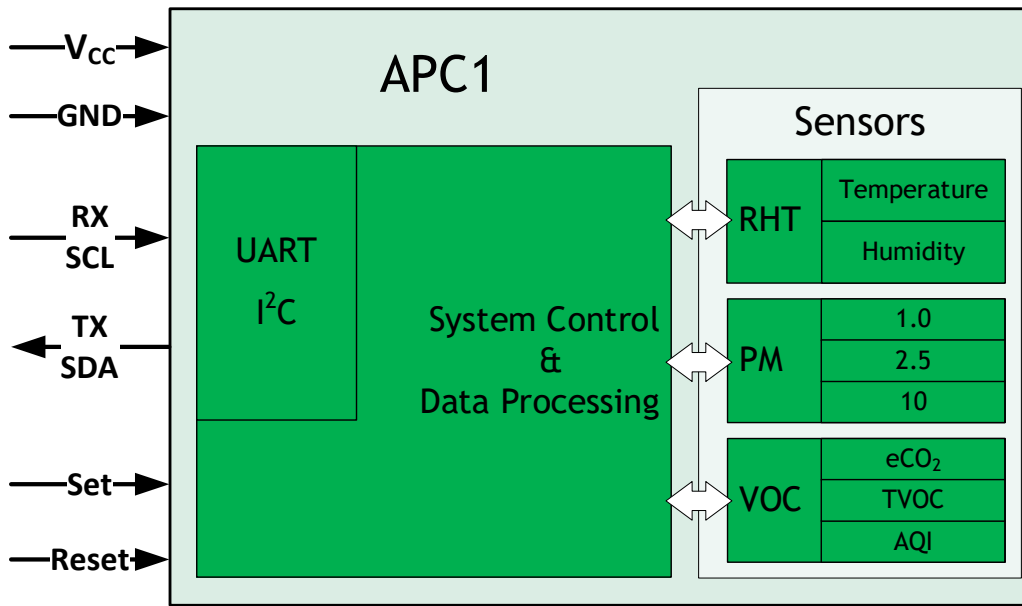 V_CC
GND
RX
SCL
TX
SDA
Set
Reset
APC1
UART
I²C
System Control
&
Data Processing
Sensors
RHT
Temperature
Humidity
PM
1.0
2.5
10
VOC
eCO₂
TVOC
AQI